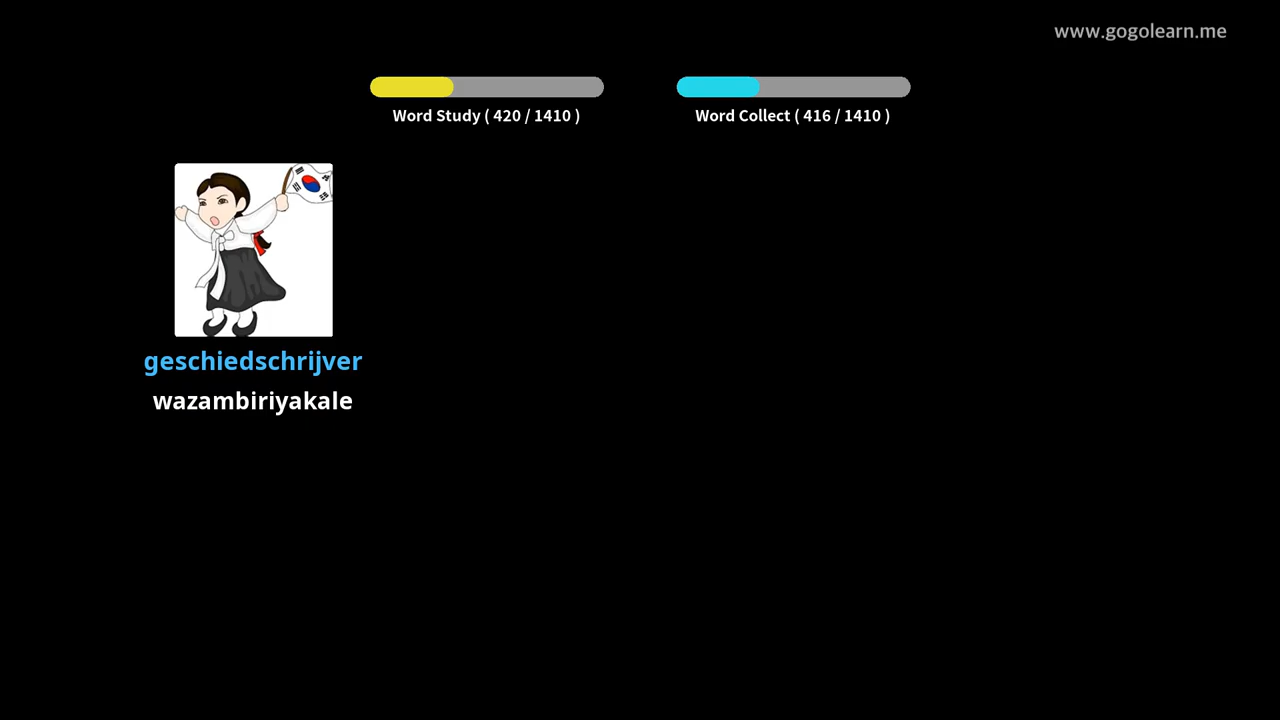 www.gogolearn.me
Word Study ( 420 / 1410 )
Word Collect ( 416 / 1410 )
geschiedschrijver
wazambiriyakale